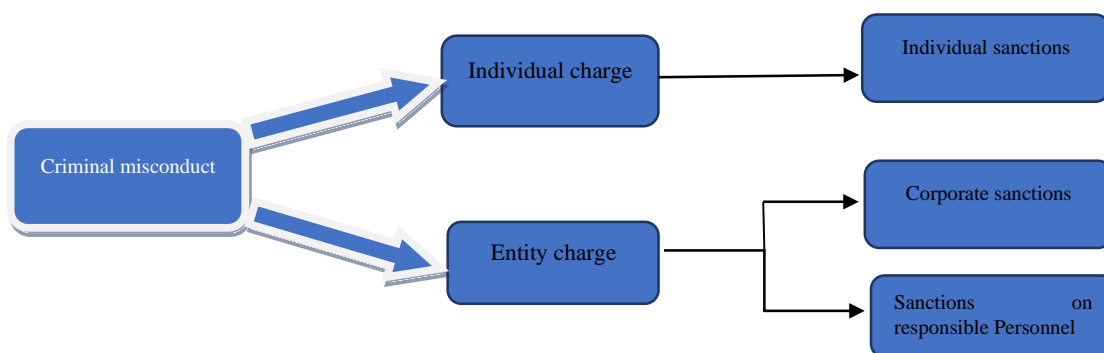 Criminal misconduct
Individual charge
Individual sanctions
Entity charge
Corporate sanctions
Sanctions on
responsible Personnel